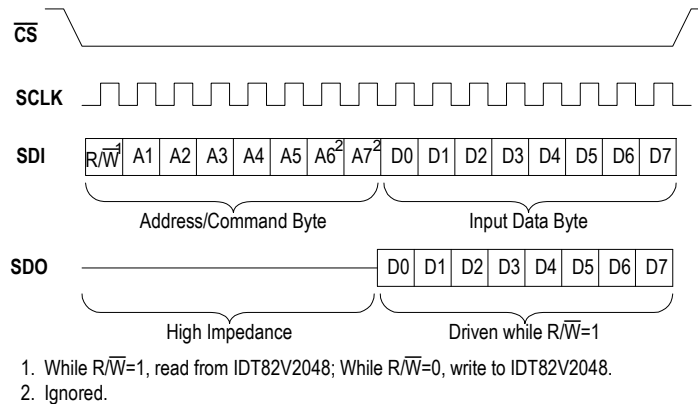 C̅S̅
SCLK
SDI R/W̅¹ A1 A2 A3 A4 A5 A6² A7² D0 D1 D2 D3 D4 D5 D6 D7
Address/Command Byte Input Data Byte
SDO D0 D1 D2 D3 D4 D5 D6 D7
High Impedance Driven while R/W̅=1
1. While R/W̅=1, read from IDT82V2048; While R/W̅=0, write to IDT82V2048.
2. Ignored.